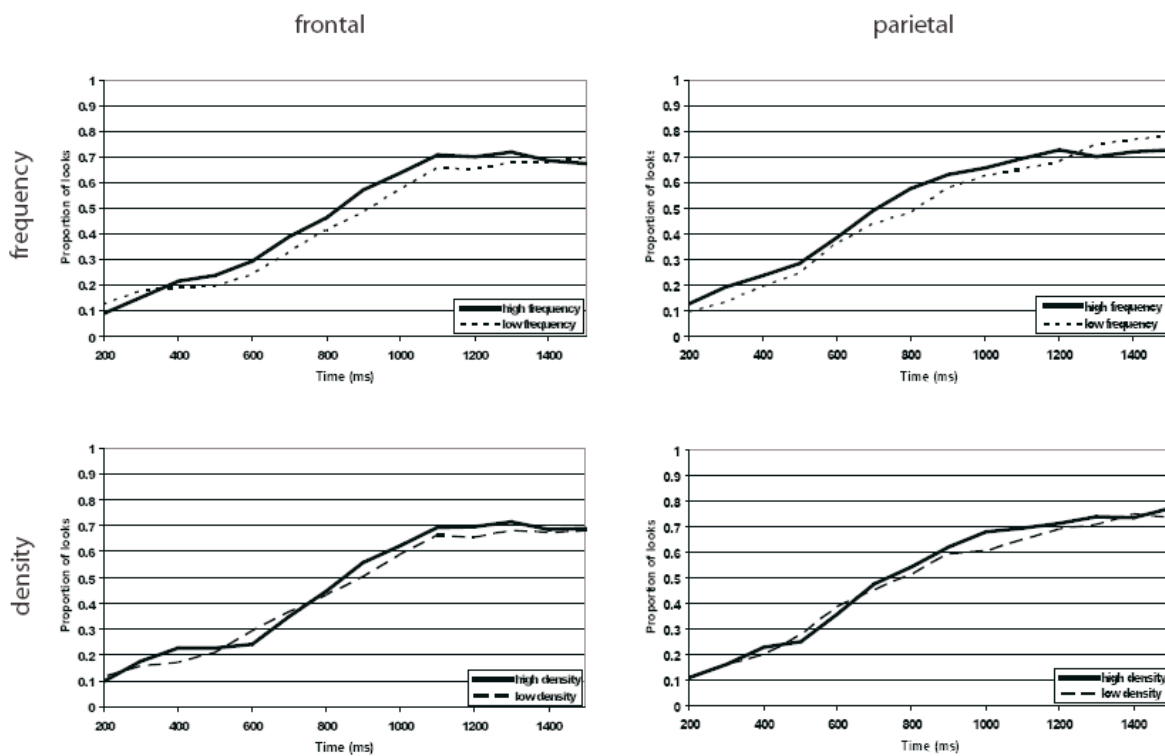 frontal
parietal
frequency
Proportion of looks
1
0.9
0.8
0.7
0.6
0.5
0.4
0.3
0.2
0.1
0
200 400 600 800 1000 1200 1400
Time (ms)
high frequency
low frequency
Proportion of looks
1
0.9
0.8
0.7
0.6
0.5
0.4
0.3
0.2
0.1
0
200 400 600 800 1000 1200 1400
Time (ms)
high frequency
low frequency
density
Proportion of looks
1
0.9
0.8
0.7
0.6
0.5
0.4
0.3
0.2
0.1
0
200 400 600 800 1000 1200 1400
Time (ms)
high density
low density
Proportion of looks
1
0.9
0.8
0.7
0.6
0.5
0.4
0.3
0.2
0.1
0
200 400 600 800 1000 1200 1400
Time (ms)
high density
low density